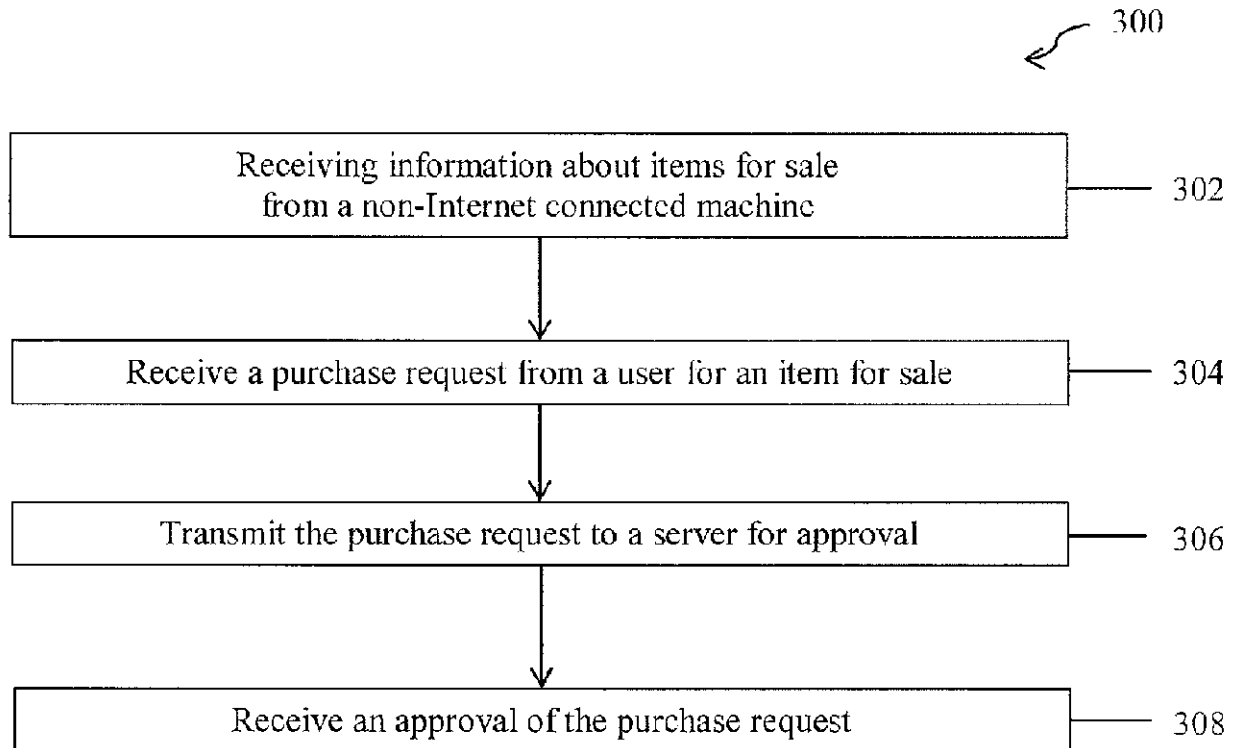 300
Receiving information about items for sale
from a non-Internet connected machine
302
Receive a purchase request from a user for an item for sale
304
Transmit the purchase request to a server for approval
306
Receive an approval of the purchase request
308